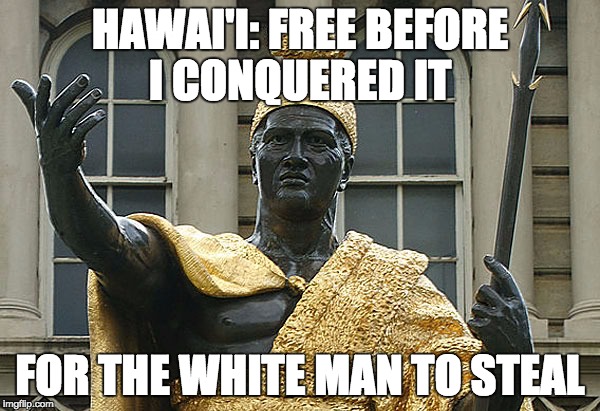 HAWAI'I: FREE BEFORE
I CONQUERED IT
FOR THE WHITE MAN TO STEAL
imgflip.com